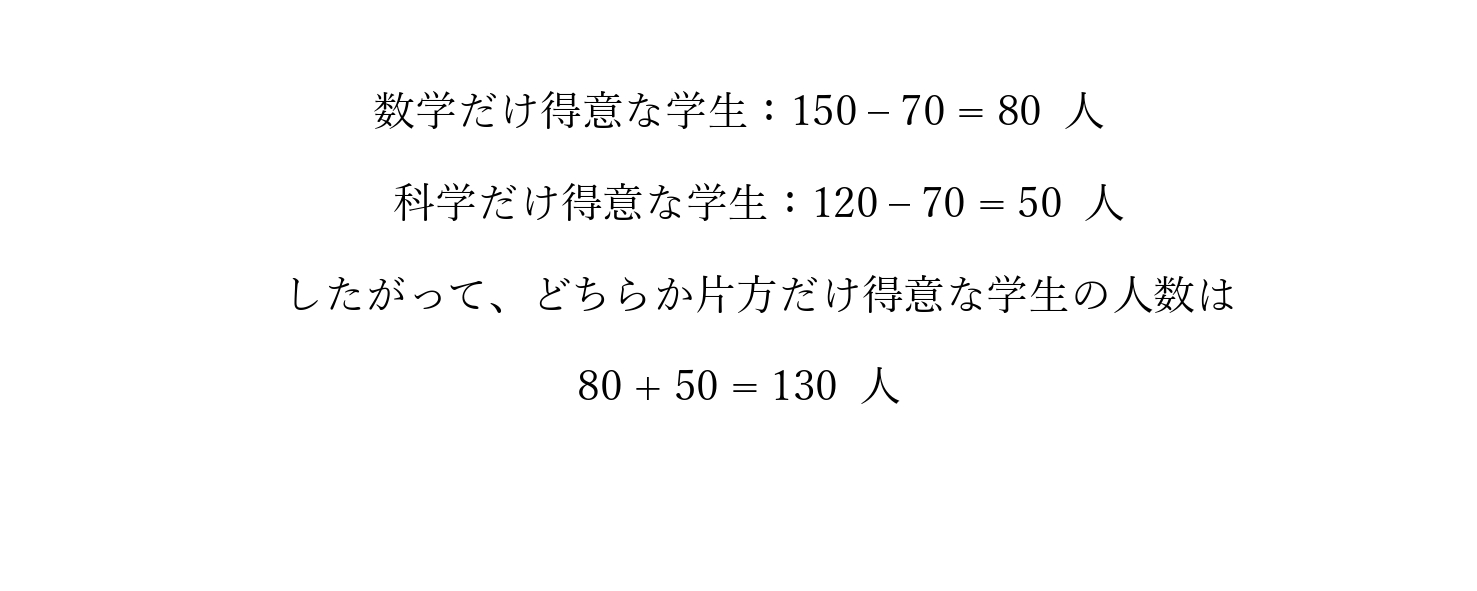 数学だけ得意な学生：150 − 70 = 80 人
科学だけ得意な学生：120 − 70 = 50 人
したがって、どちらか片方だけ得意な学生の人数は
80 + 50 = 130 人